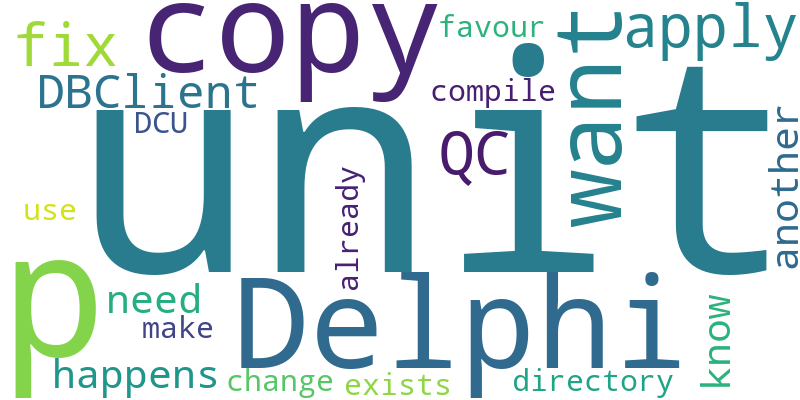 copy
favour
want
apply
fix
DBClient
DCU
compile
unit
QC
another
use
already
p
need
make
Delphi
know
happens
change
exists
directory